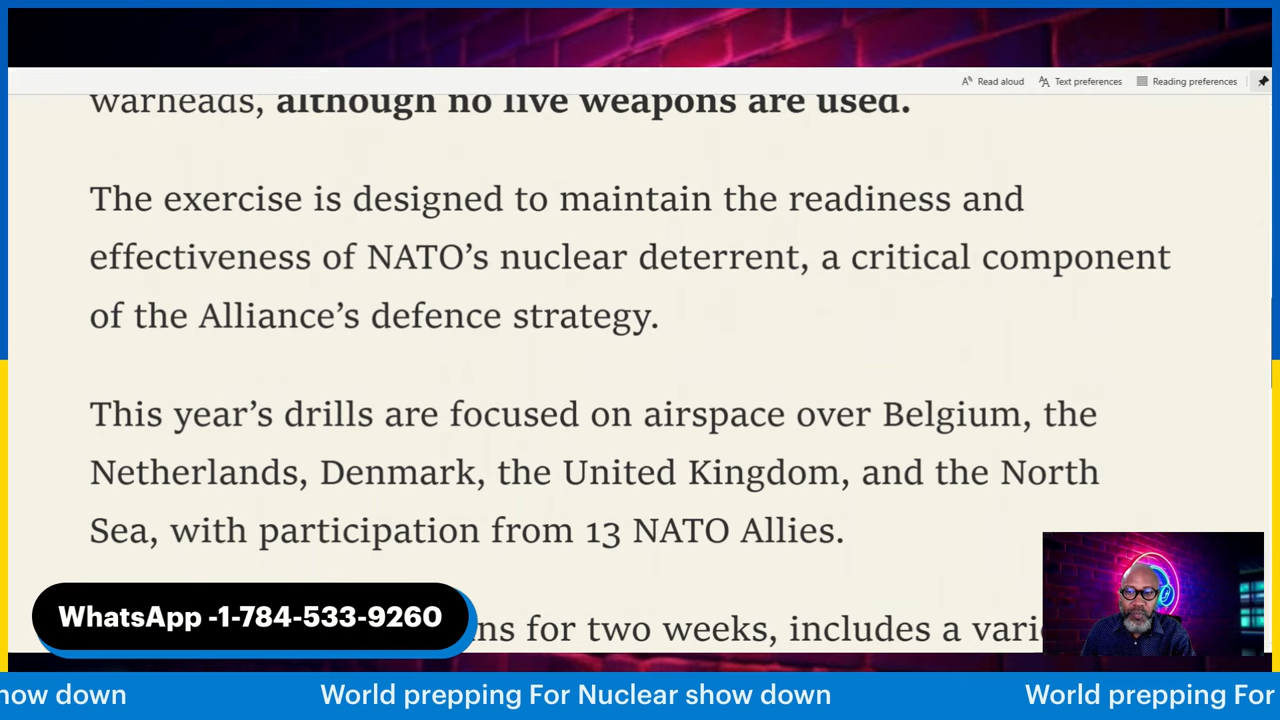 Read aloud
Text preferences
Reading preferences
warheads, although no live weapons are used.
The exercise is designed to maintain the readiness and
effectiveness of NATO’s nuclear deterrent, a critical component
of the Alliance’s defence strategy.
This year’s drills are focused on airspace over Belgium, the
Netherlands, Denmark, the United Kingdom, and the North
Sea, with participation from 13 NATO Allies.
for two weeks, includes a
WhatsApp -1-784-533-9260
how down
World prepping For Nuclear show down
World prepping For